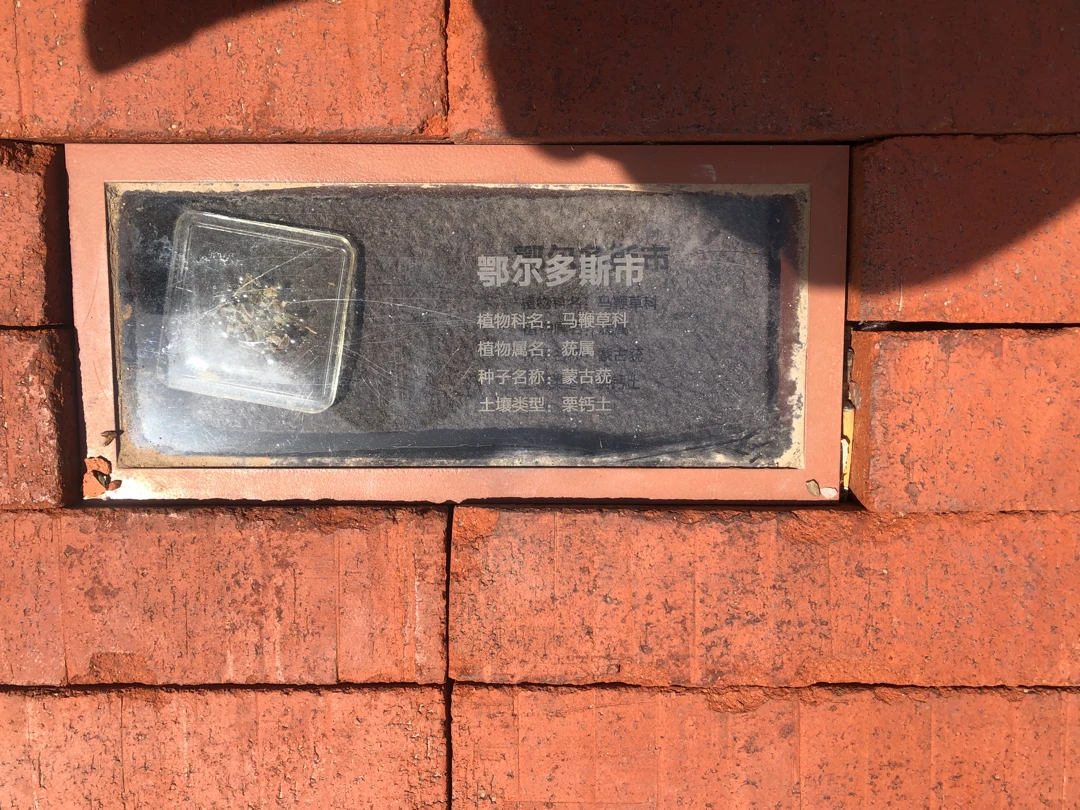 鄂尔多斯市
植物科名：马鞭草科
植物属名：莸属
种子名称：蒙古莸
土壤类型：栗钙土